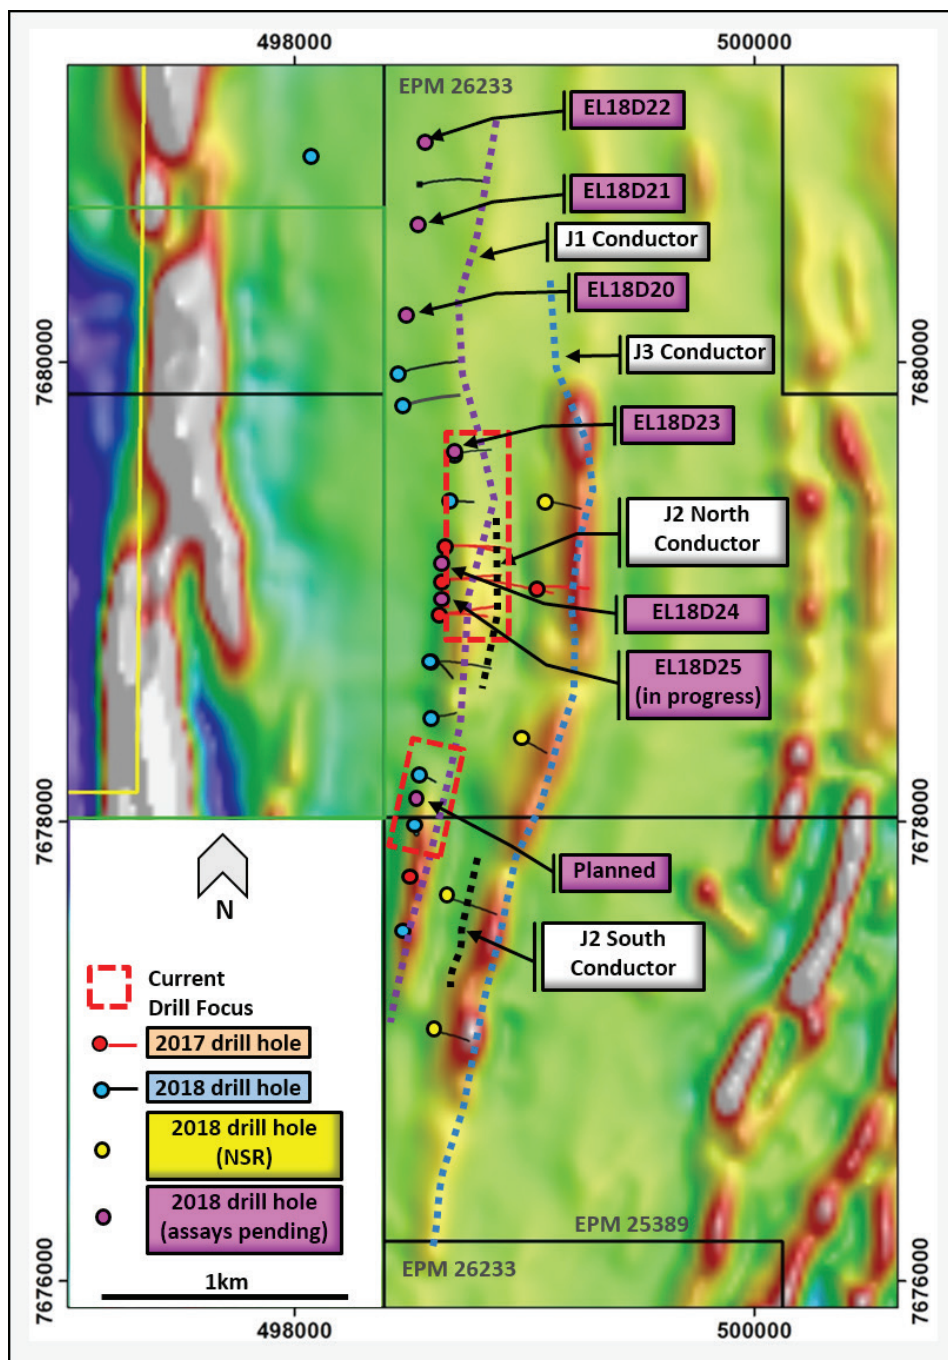 498000
500000
EPM 26233
EL18D22
EL18D21
J1 Conductor
EL18D20
7680000
7680000
J3 Conductor
EL18D23
J2 North
Conductor
EL18D24
EL18D25
(in progress)
7678000
7678000
Planned
N
J2 South
Conductor
Current
Drill Focus
2017 drill hole
2018 drill hole
2018 drill hole
(NSR)
2018 drill hole
(assays pending)
EPM 25389
EPM 26233
1km
7676000
7676000
498000
500000